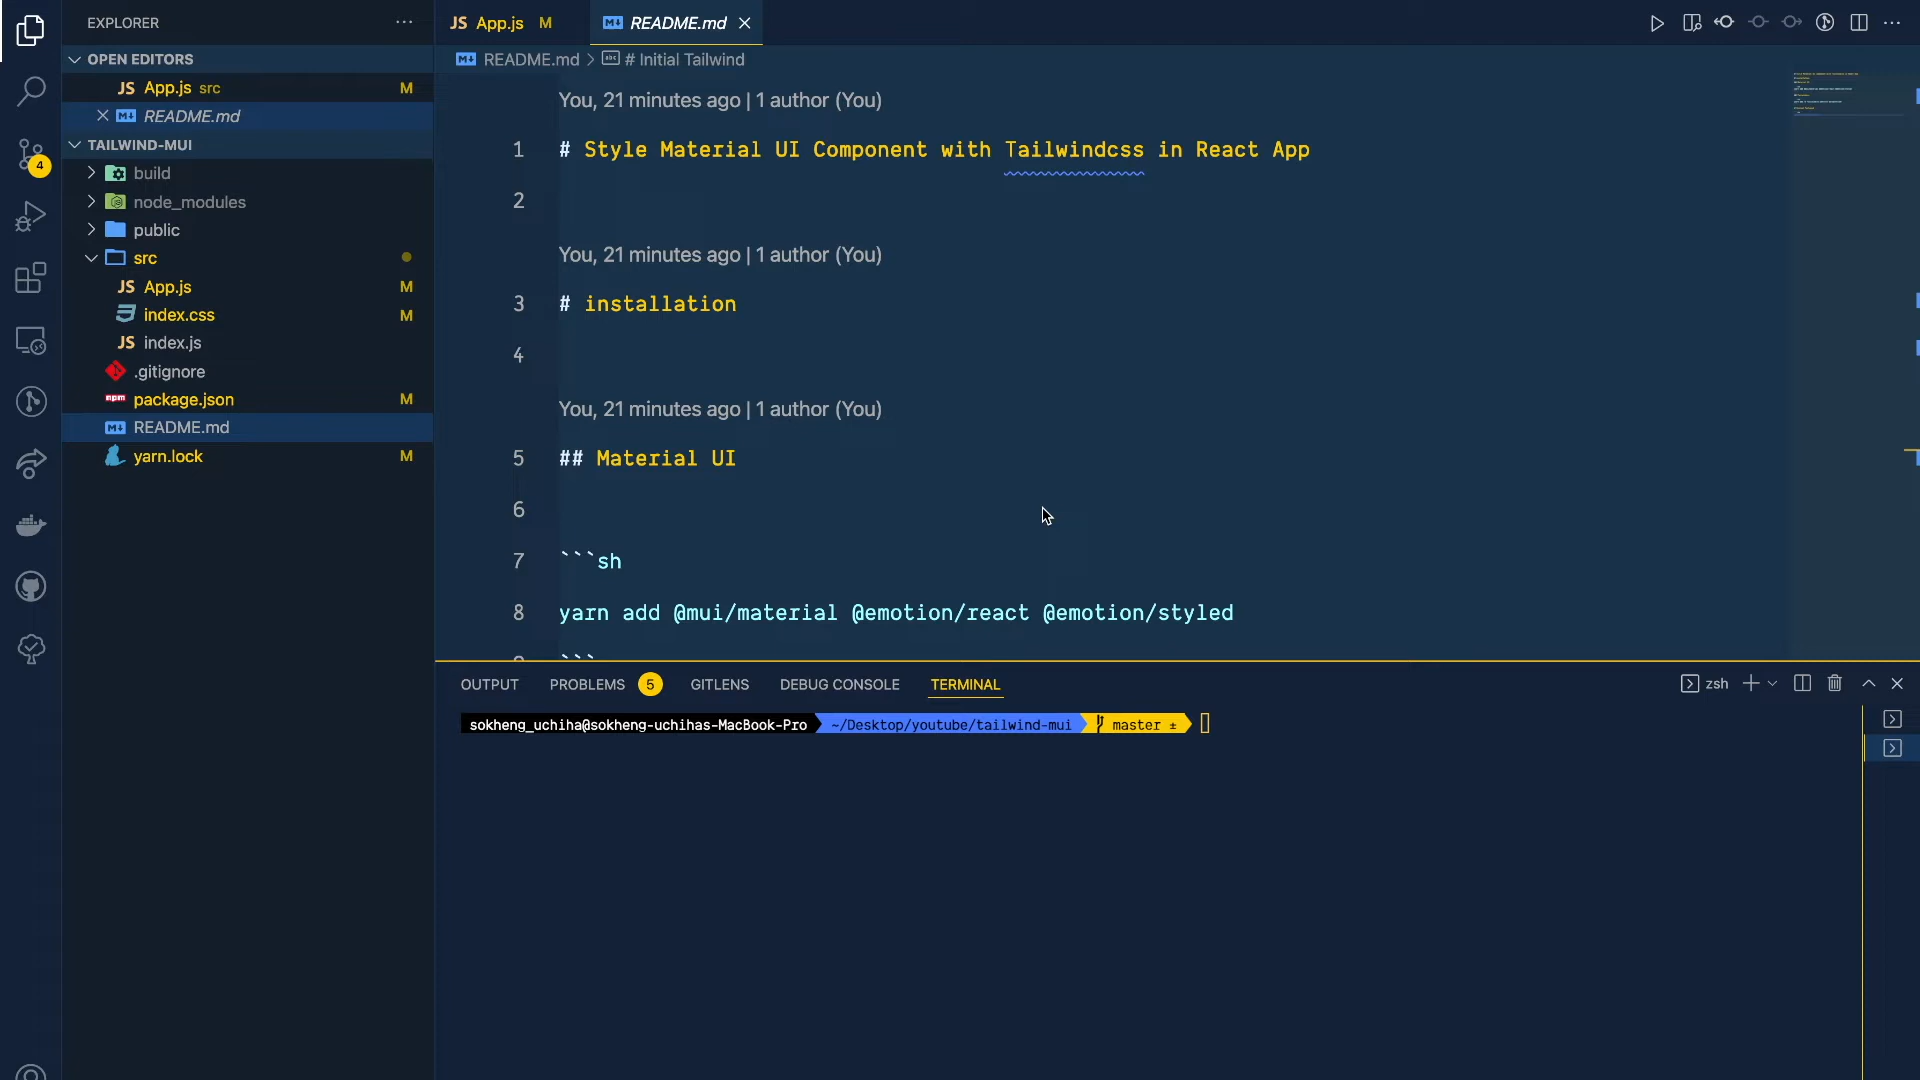 EXPLORER
OPEN EDITORS
JS App.js src M
README.md
TAILWIND-MUI
build
node_modules
public
src
JS App.js M
index.css M
JS index.js
.gitignore
npm package.json M
README.md
yarn.lock M
4
JS App.js M
README.md
README.md > # Initial Tailwind
You, 21 minutes ago | 1 author (You)
1 # Style Material UI Component with Tailwindcss in React App
2
You, 21 minutes ago | 1 author (You)
3 # installation
4
You, 21 minutes ago | 1 author (You)
5 ## Material UI
6
7 ```sh
8 yarn add @mui/material @emotion/react @emotion/styled
9 ```
OUTPUT PROBLEMS 5 GITLENS DEBUG CONSOLE TERMINAL zsh
sokheng_uchiha@sokheng-uchihas-MacBook-Pro ~/Desktop/youtube/tailwind-mui master ±